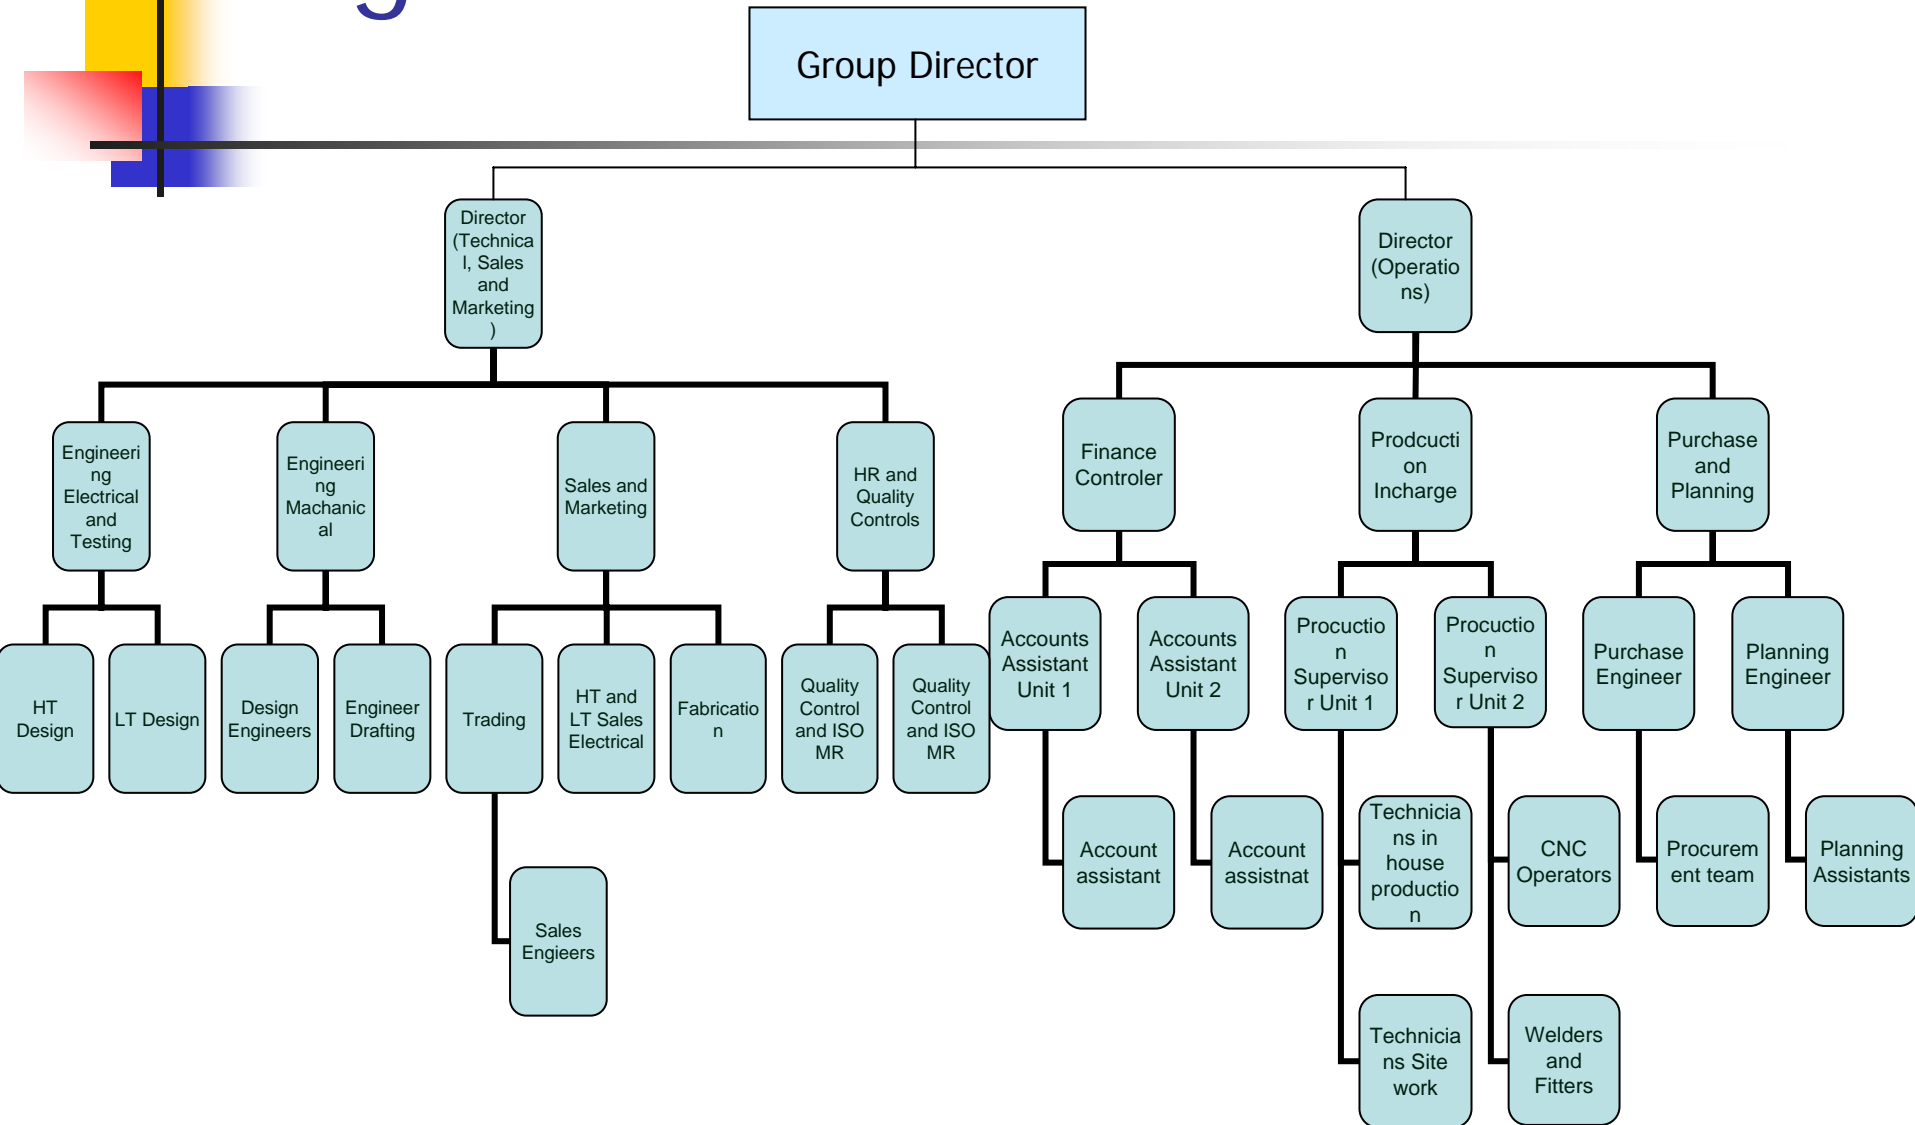 g
Group Director
Director
(Technica
l, Sales
and
Marketing
)
Director
(Operatio
ns)
Engineeri
ng
Electrical
and
Testing
Engineeri
ng
Machanic
al
Sales and
Marketing
HR and
Quality
Controls
Finance
Controler
Prodcucti
on
Incharge
Purchase
and
Planning
HT
Design
LT Design
Design
Engineers
Engineer
Drafting
Trading
HT and
LT Sales
Electrical
Fabricatio
n
Quality
Control
and ISO
MR
Quality
Control
and ISO
MR
Accounts
Assistant
Unit 1
Accounts
Assistant
Unit 2
Procuctio
n
Superviso
r Unit 1
Procuctio
n
Superviso
r Unit 2
Purchase
Engineer
Planning
Engineer
Sales
Engieers
Account
assistant
Account
assistnat
Technicia
ns in
house
productio
n
CNC
Operators
Procurem
ent team
Planning
Assistants
Technicia
ns Site
work
Welders
and
Fitters